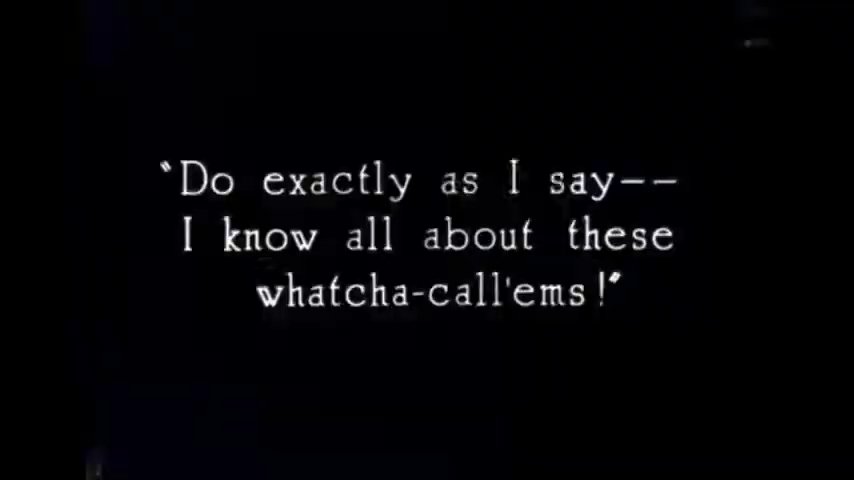 "Do exactly as I say--
I know all about these
whatcha-call'ems!"